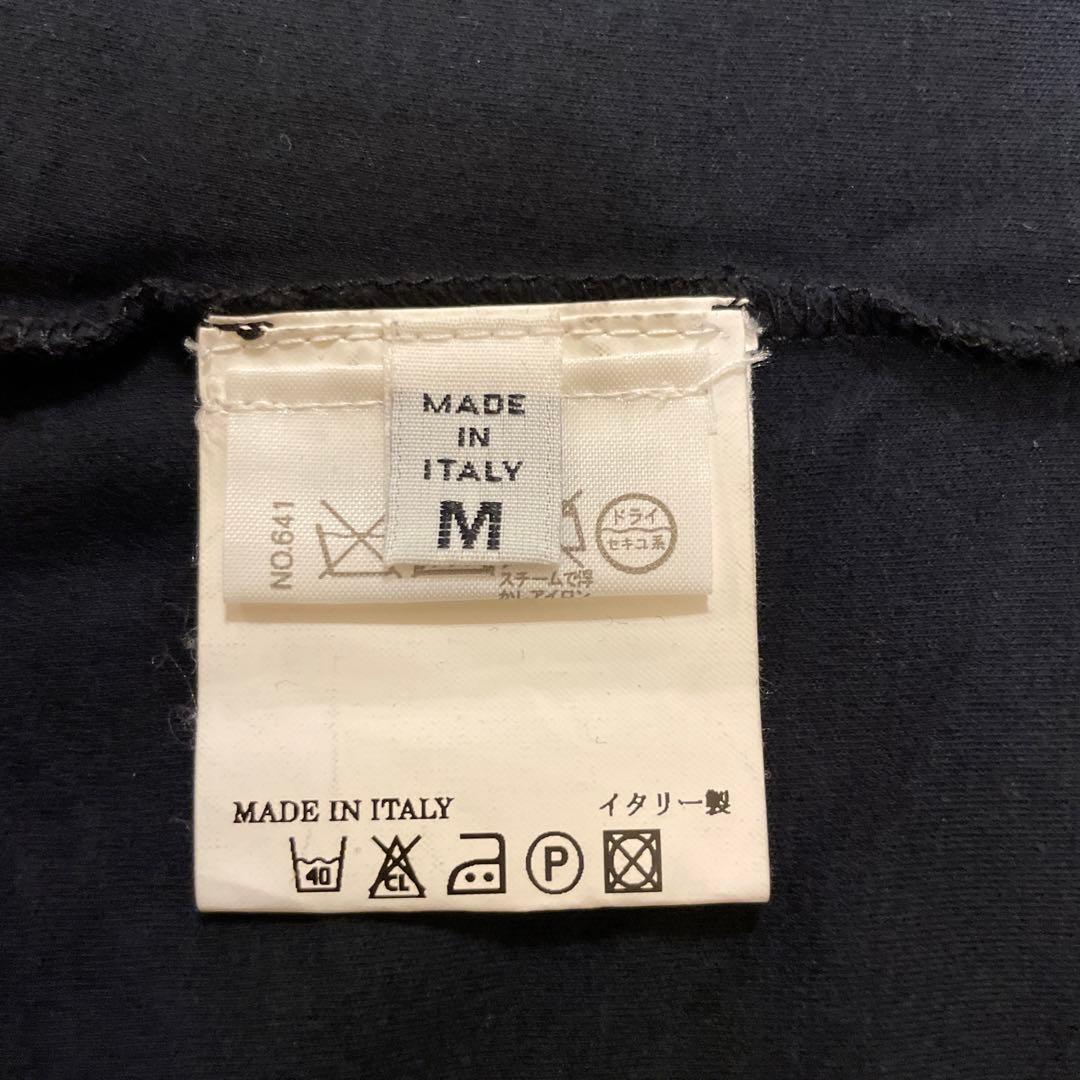 MADE
IN
ITALY
M
NO.641
ドライ
セキユ系
スチームで浮
かしアイロン
MADE IN ITALY イタリー製
40 CL P